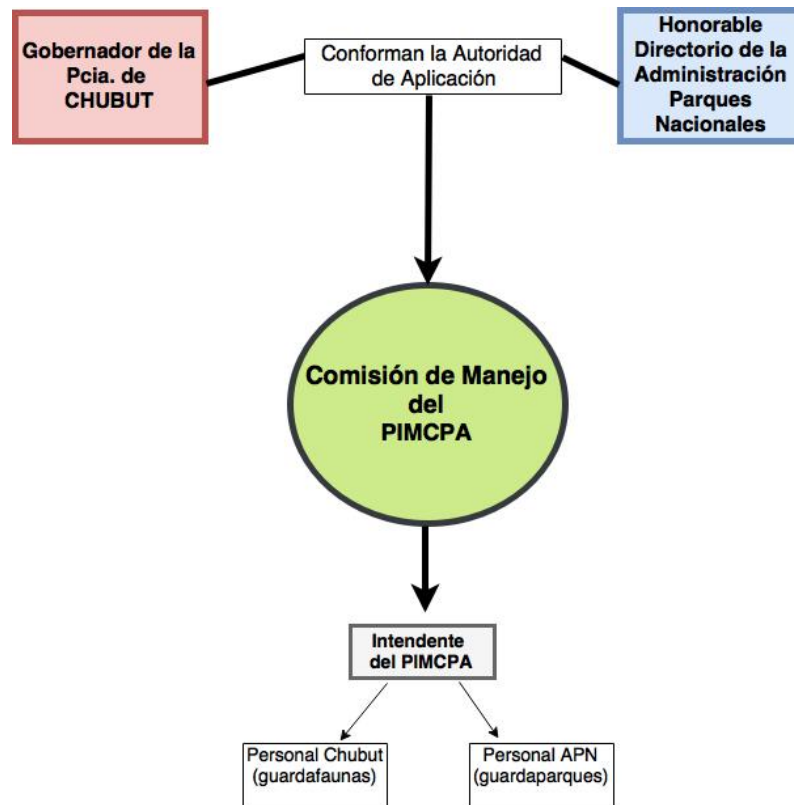 Gobernador de la
Pcia. de
CHUBUT
Conforman la Autoridad
de Aplicación
Honorable
Directorio de la
Administración
Parques
Nacionales
Comisión de Manejo
del
PIMCPA
Intendente
del PIMCPA
Personal Chubut
(guardafaunas)
Personal APN
(guardaparques)